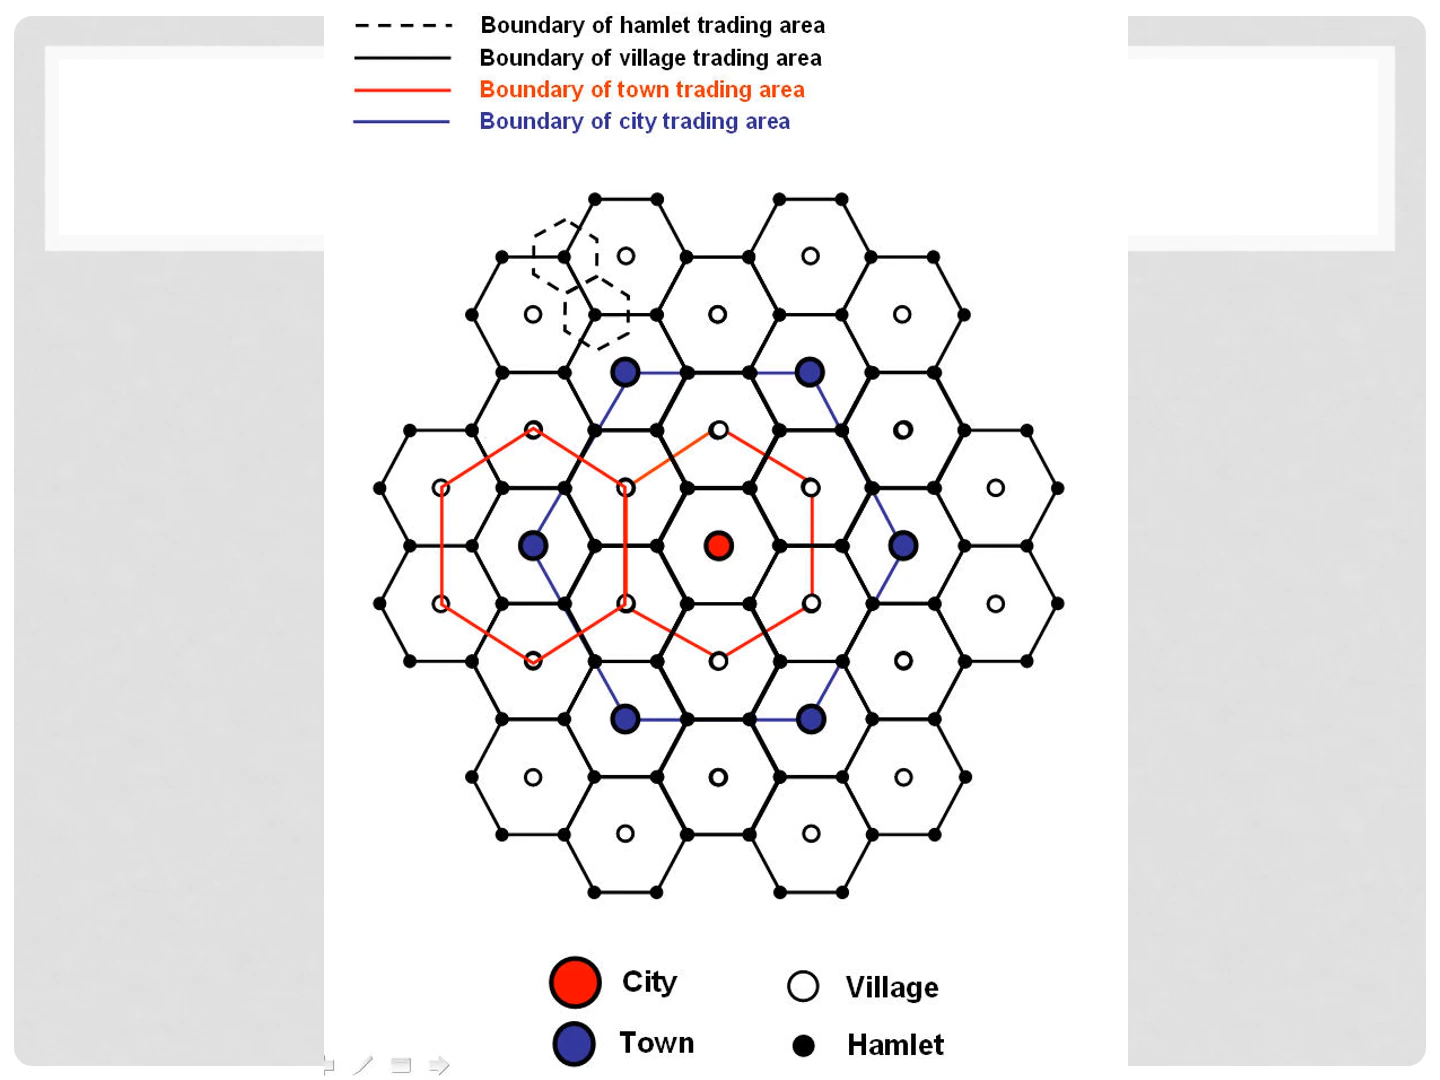 Boundary of hamlet trading area
Boundary of village trading area
Boundary of town trading area
Boundary of city trading area
City
Village
Town
Hamlet